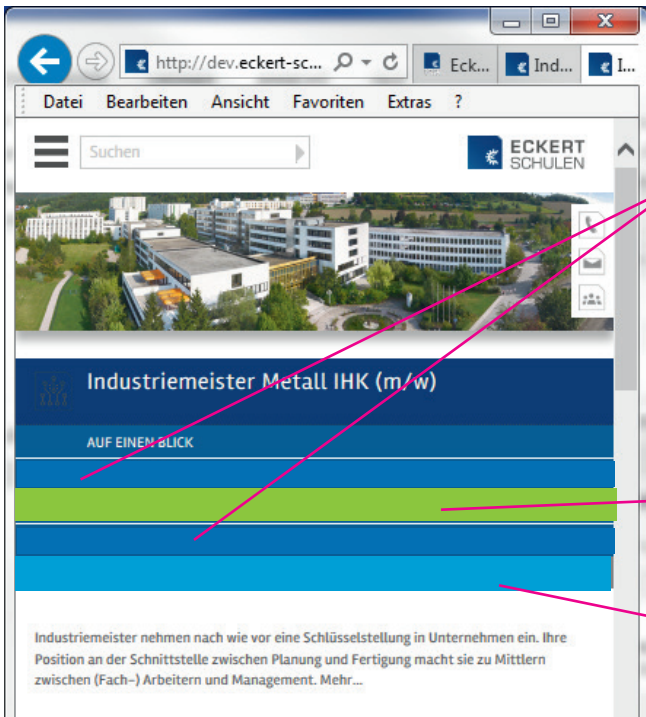 http://dev.eckert-sc...
Eck...
Ind...
I...
Datei Bearbeiten Ansicht Favoriten Extras ?
Suchen
ECKERT
SCHULEN
Industriemeister Metall IHK (m/w)
AUF EINEN BLICK
Industriemeister nehmen nach wie vor eine Schlüsselstellung in Unternehmen ein. Ihre
Position an der Schnittstelle zwischen Planung und Fertigung macht sie zu Mittlern
zwischen (Fach-) Arbeitern und Management. Mehr...